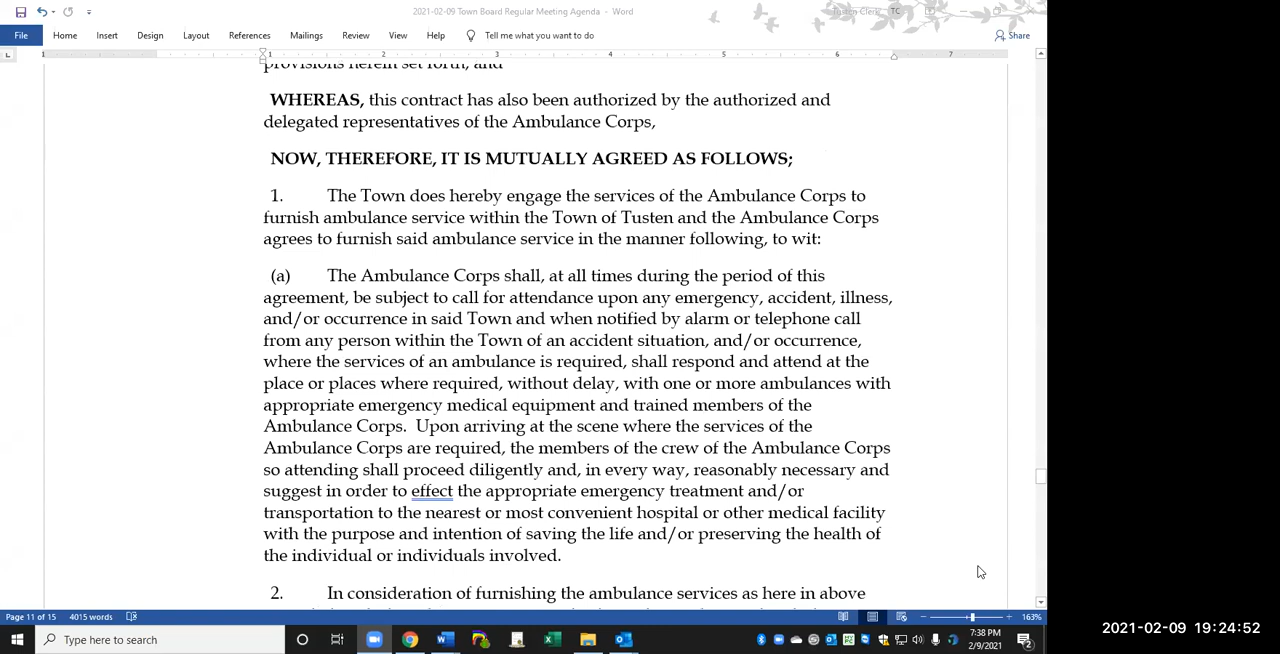 2021-02-09 Town Board Regular Meeting Agenda - Word
TC
File Home Insert Design Layout References Mailings Review View Help Tell me what you want to do Share
1 1 2 3 4 5 6 7
provisions herein set forth, and
WHEREAS, this contract has also been authorized by the authorized and
delegated representatives of the Ambulance Corps,
NOW, THEREFORE, IT IS MUTUALLY AGREED AS FOLLOWS;
1. The Town does hereby engage the services of the Ambulance Corps to
furnish ambulance service within the Town of Tusten and the Ambulance Corps
agrees to furnish said ambulance service in the manner following, to wit:
(a) The Ambulance Corps shall, at all times during the period of this
agreement, be subject to call for attendance upon any emergency, accident, illness,
and/or occurrence in said Town and when notified by alarm or telephone call
from any person within the Town of an accident situation, and/or occurrence,
where the services of an ambulance is required, shall respond and attend at the
place or places where required, without delay, with one or more ambulances with
appropriate emergency medical equipment and trained members of the
Ambulance Corps. Upon arriving at the scene where the services of the
Ambulance Corps are required, the members of the crew of the Ambulance Corps
so attending shall proceed diligently and, in every way, reasonably necessary and
suggest in order to effect the appropriate emergency treatment and/or
transportation to the nearest or most convenient hospital or other medical facility
with the purpose and intention of saving the life and/or preserving the health of
the individual or individuals involved.
2. In consideration of furnishing the ambulance services as here in above
Page 11 of 15 4015 words 163%
Type here to search
7:38 PM
2/9/2021
2
2021-02-09 19:24:52